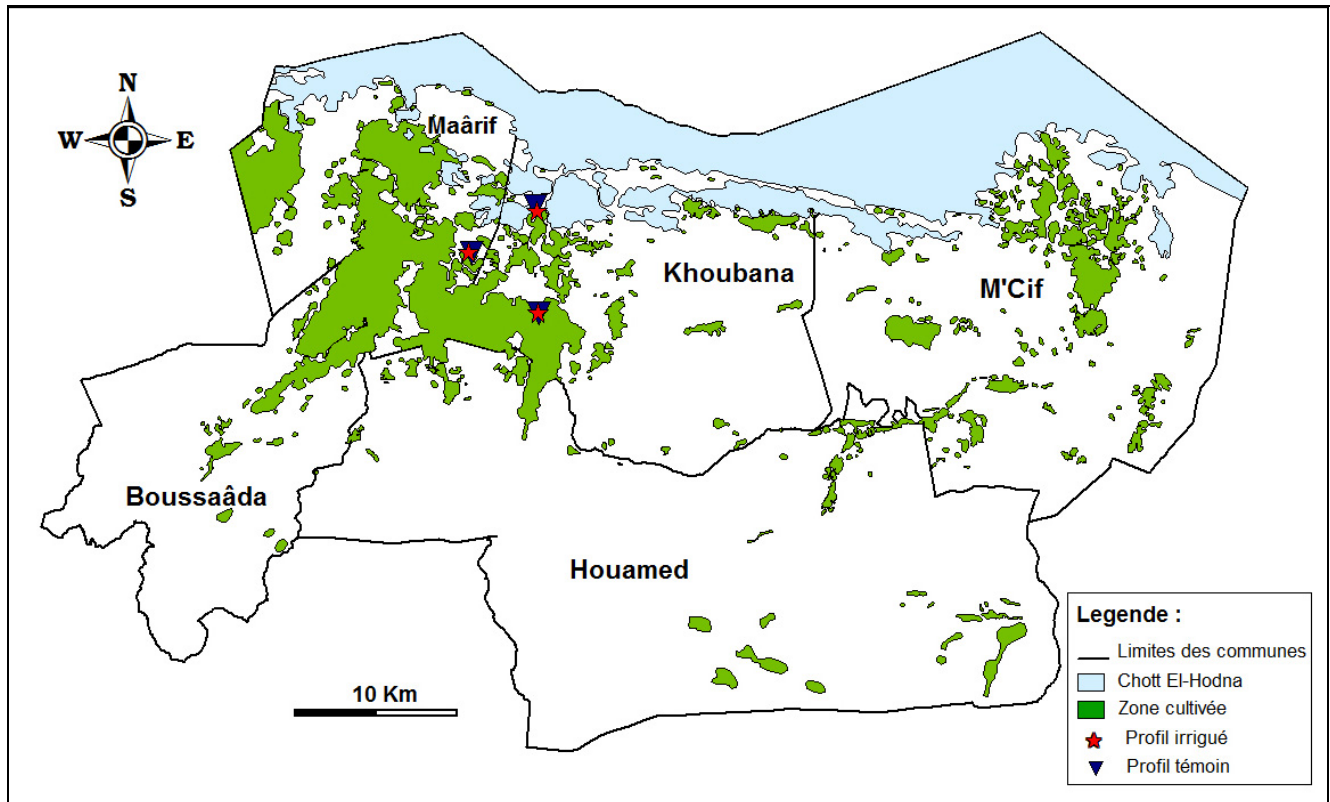 N
W E
S
Maârif
Khoubana
M'Cif
Boussaâda
Houamed
10 Km
Legende :
Limites des communes
Chott El-Hodna
Zone cultivée
Profil irrigué
Profil témoin